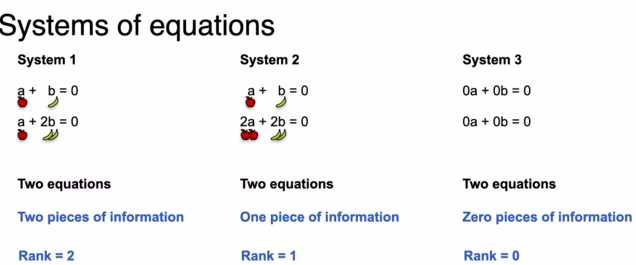 Systems of equations
System 1
a + b = 0
a + 2b = 0
Two equations
Two pieces of information
Rank = 2
System 2
a + b = 0
2a + 2b = 0
Two equations
One piece of information
Rank = 1
System 3
0a + 0b = 0
0a + 0b = 0
Two equations
Zero pieces of information
Rank = 0